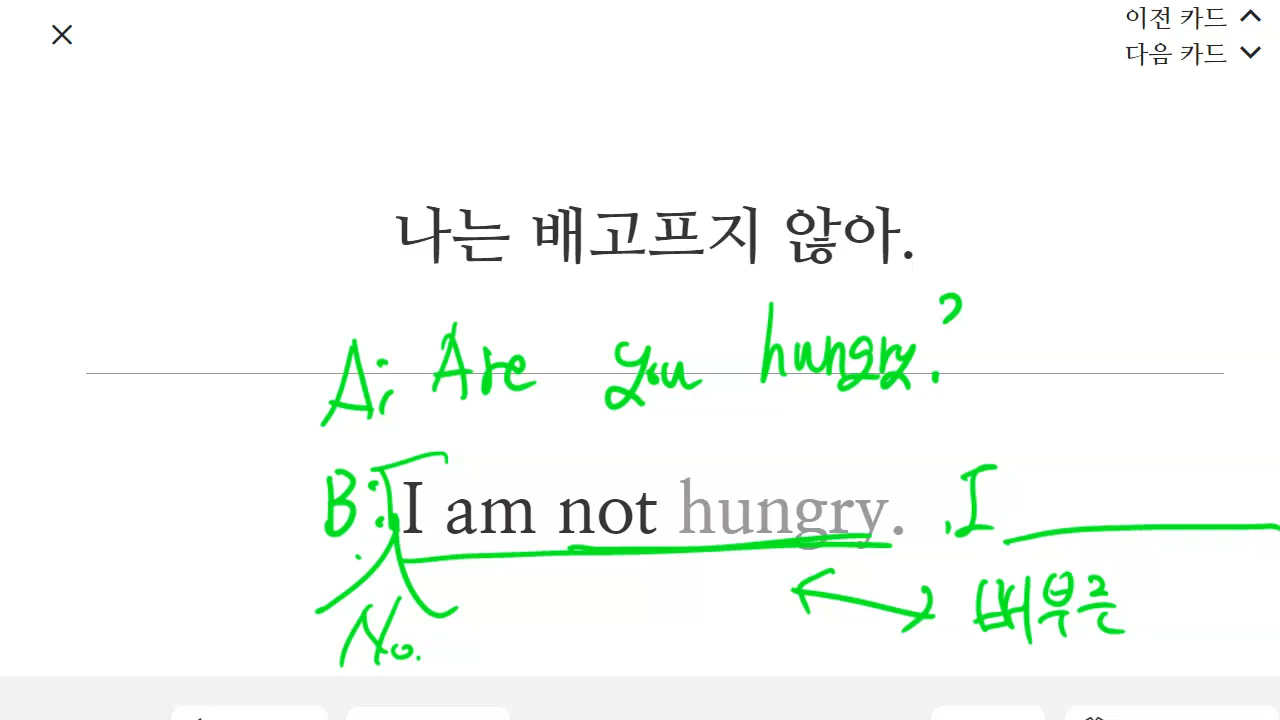 이전 카드
다음 카드
나는 배고프지 않아.
A: Are you hungry?
B: I am not hungry. I
배부른
No.